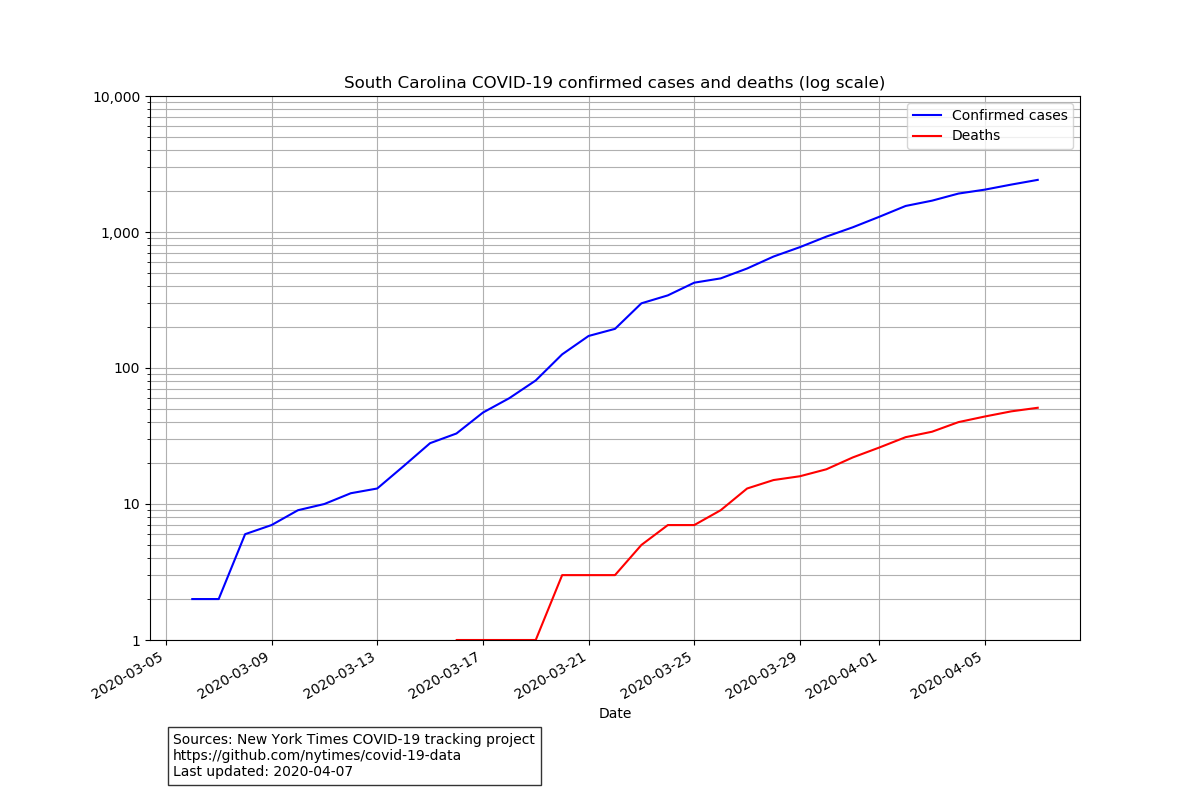 South Carolina COVID-19 confirmed cases and deaths (log scale)
10,000
1,000
100
10
1
Confirmed cases
Deaths
2020-03-05
2020-03-09
2020-03-13
2020-03-17
2020-03-21
2020-03-25
2020-03-29
2020-04-01
2020-04-05
Date
Sources: New York Times COVID-19 tracking project
https://github.com/nytimes/covid-19-data
Last updated: 2020-04-07